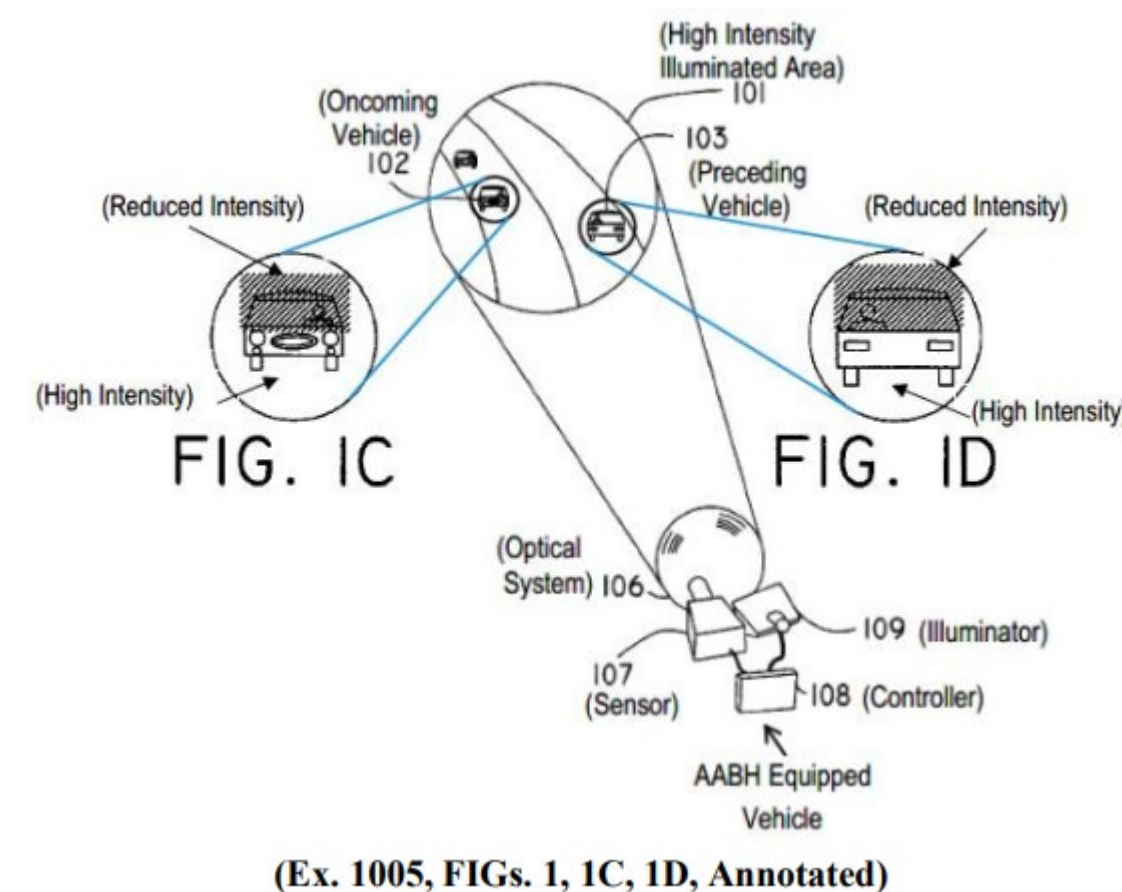 (High Intensity
Illuminated Area)
101
(Oncoming
Vehicle)
102
103
(Preceding
Vehicle)
(Reduced Intensity)
(Reduced Intensity)
(High Intensity)
(High Intensity)
FIG. 1C
FIG. 1D
(Optical
System) 106
109 (Illuminator)
107
(Sensor)
108 (Controller)
AABH Equipped
Vehicle
(Ex. 1005, FIGs. 1, 1C, 1D, Annotated)